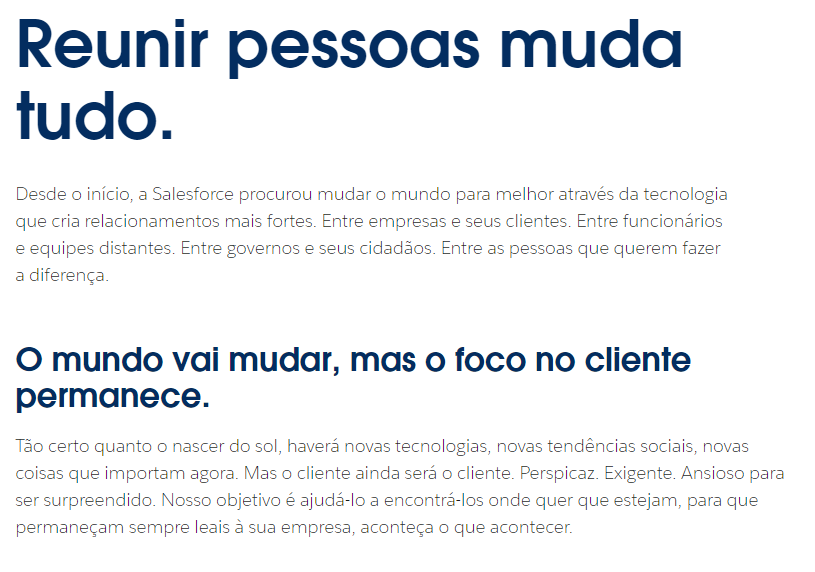 Reunir pessoas muda
tudo.
Desde o início, a Salesforce procurou mudar o mundo para melhor através da tecnologia
que cria relacionamentos mais fortes. Entre empresas e seus clientes. Entre funcionários
e equipes distantes. Entre governos e seus cidadãos. Entre as pessoas que querem fazer
a diferença.
O mundo vai mudar, mas o foco no cliente
permanece.
Tão certo quanto o nascer do sol, haverá novas tecnologias, novas tendências sociais, novas
coisas que importam agora. Mas o cliente ainda será o cliente. Perspicaz. Exigente. Ansioso para
ser surpreendido. Nosso objetivo é ajudá-lo a encontrá-los onde quer que estejam, para que
permaneçam sempre leais à sua empresa, aconteça o que acontecer.